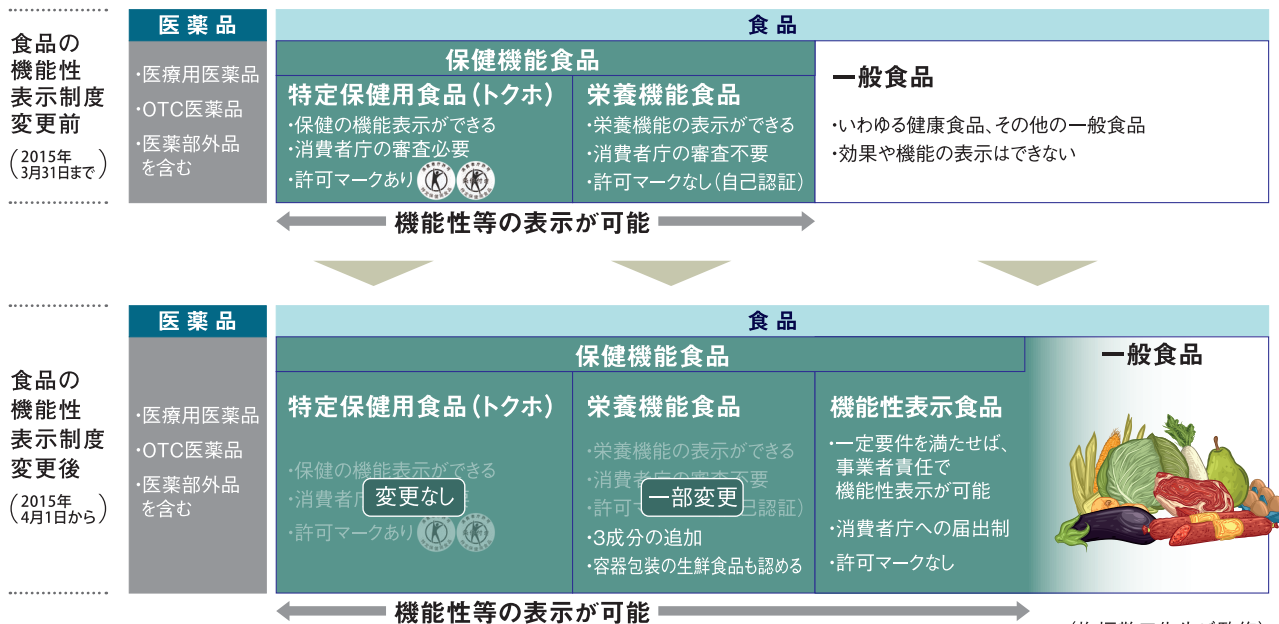 食品の
機能性
表示制度
変更前
(2015年
3月31日まで)
医薬品
・医療用医薬品
・OTC医薬品
・医薬部外品
を含む
食品
保健機能食品
特定保健用食品(トクホ)
・保健の機能表示ができる
・消費者庁の審査必要
・許可マークあり
栄養機能食品
・栄養機能の表示ができる
・消費者庁の審査不要
・許可マークなし(自己認証)
一般食品
・いわゆる健康食品、その他の一般食品
・効果や機能の表示はできない
機能性等の表示が可能
食品の
機能性
表示制度
変更後
(2015年
4月1日から)
医薬品
・医療用医薬品
・OTC医薬品
・医薬部外品
を含む
食品
保健機能食品
特定保健用食品(トクホ)
・保健の機能表示ができる
・消費者庁
変更なし
・許可マークあり
栄養機能食品
・栄養機能の表示ができる
・消費者庁の審査不要
一部変更
・許可
己認証)
・3成分の追加
・容器包装の生鮮食品も認める
機能性表示食品
・一定要件を満たせば、
事業者責任で
機能性表示が可能
・消費者庁への届出制
・許可マークなし
一般食品
機能性等の表示が可能